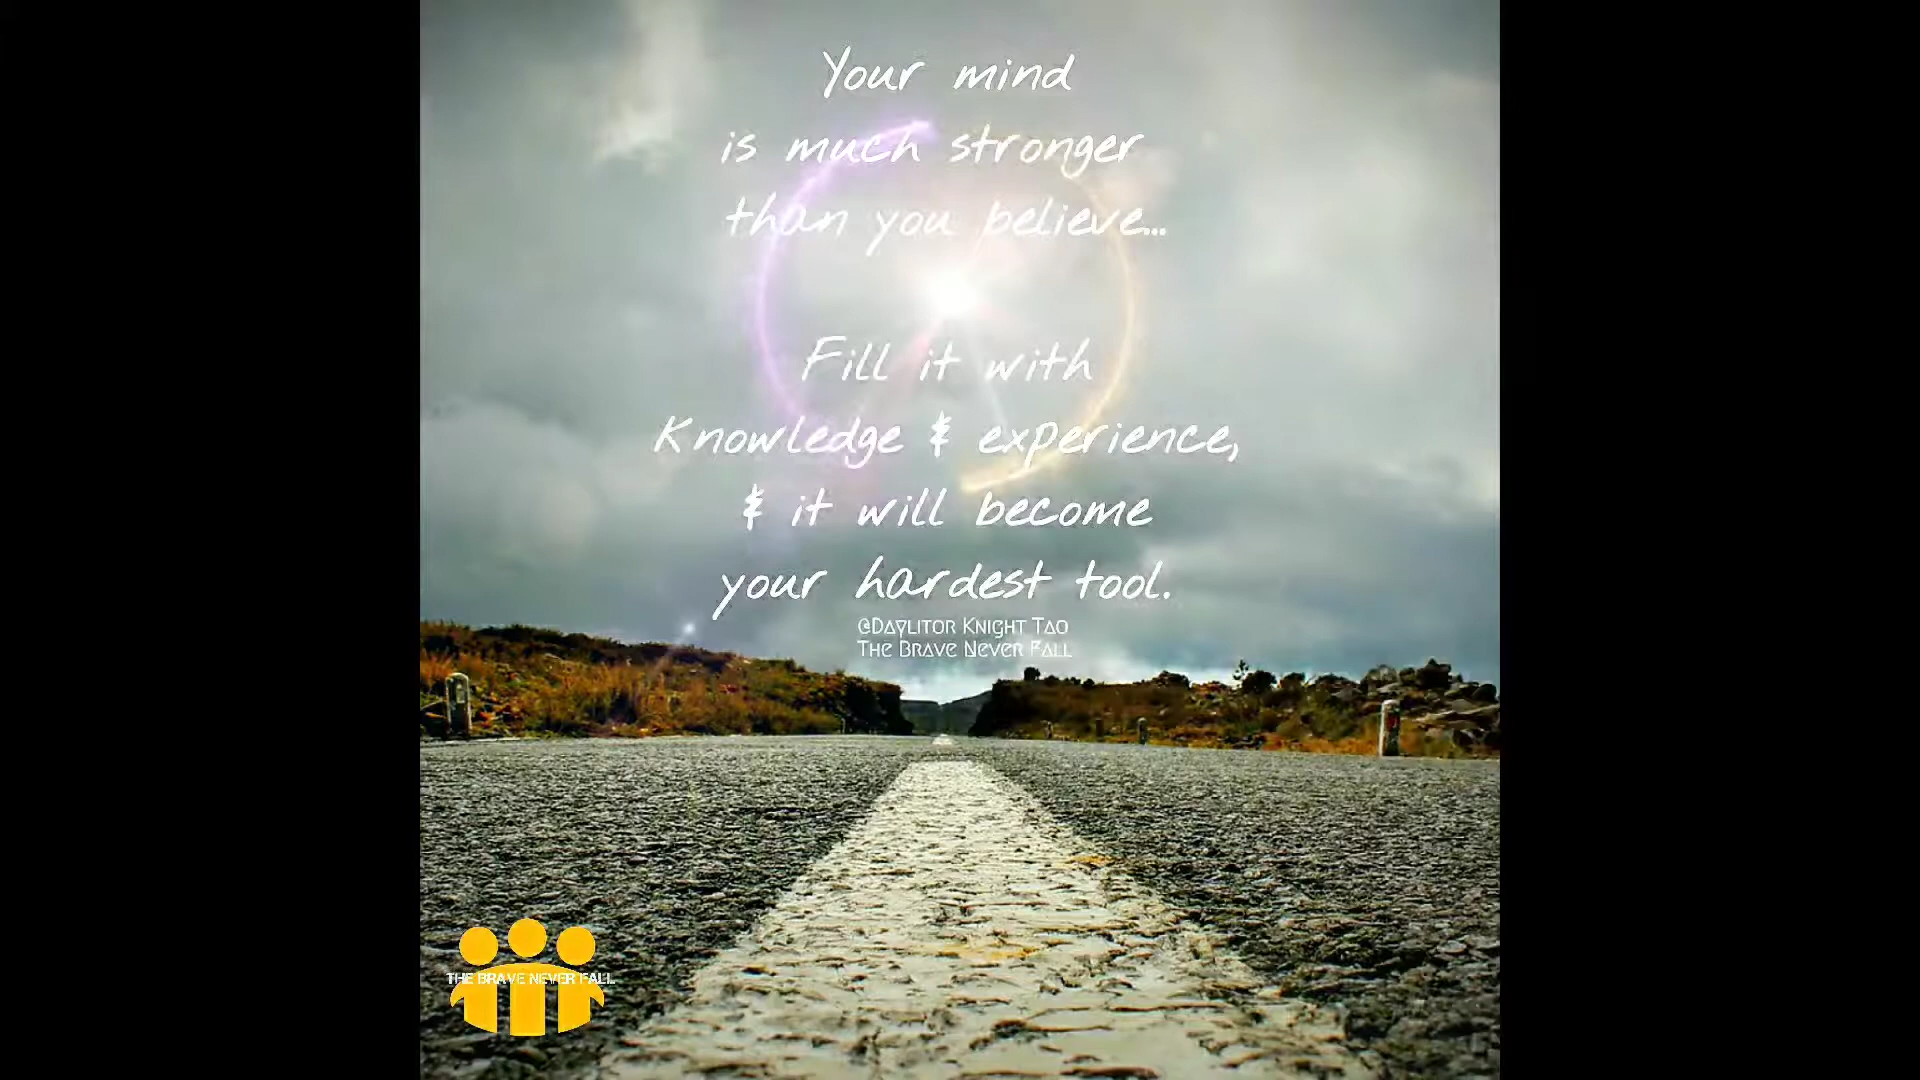 Your mind
is much stronger
than you believe...
Fill it with
Knowledge & experience,
& it will become
your hardest tool.
@Daylitor Knight Tao
The Brave Never Fall
THE BRAVE NEVER FALL